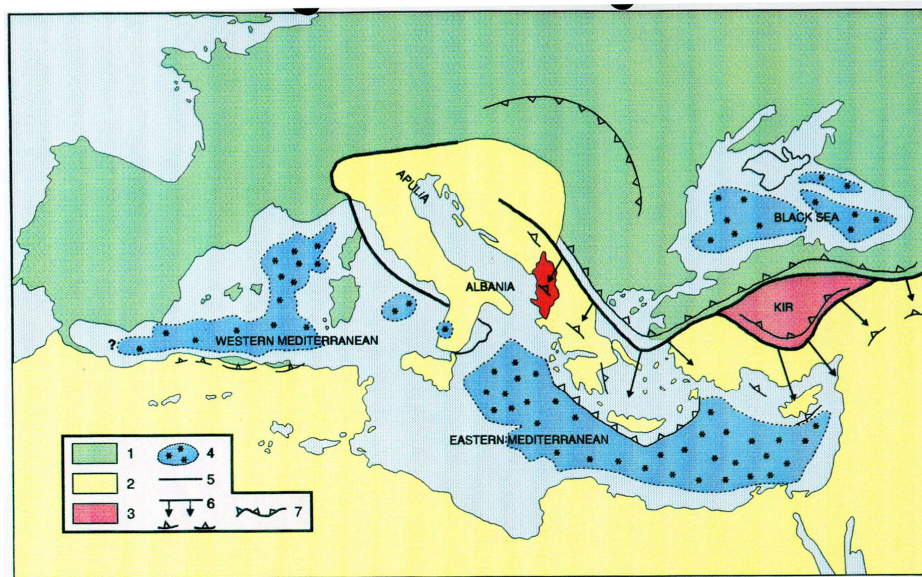 APULIA
BLACK SEA
ALBANIA
KIR
?
WESTERN MEDITERRANEAN
EASTERN MEDITERRANEAN
1
2
3
4
5
6
7